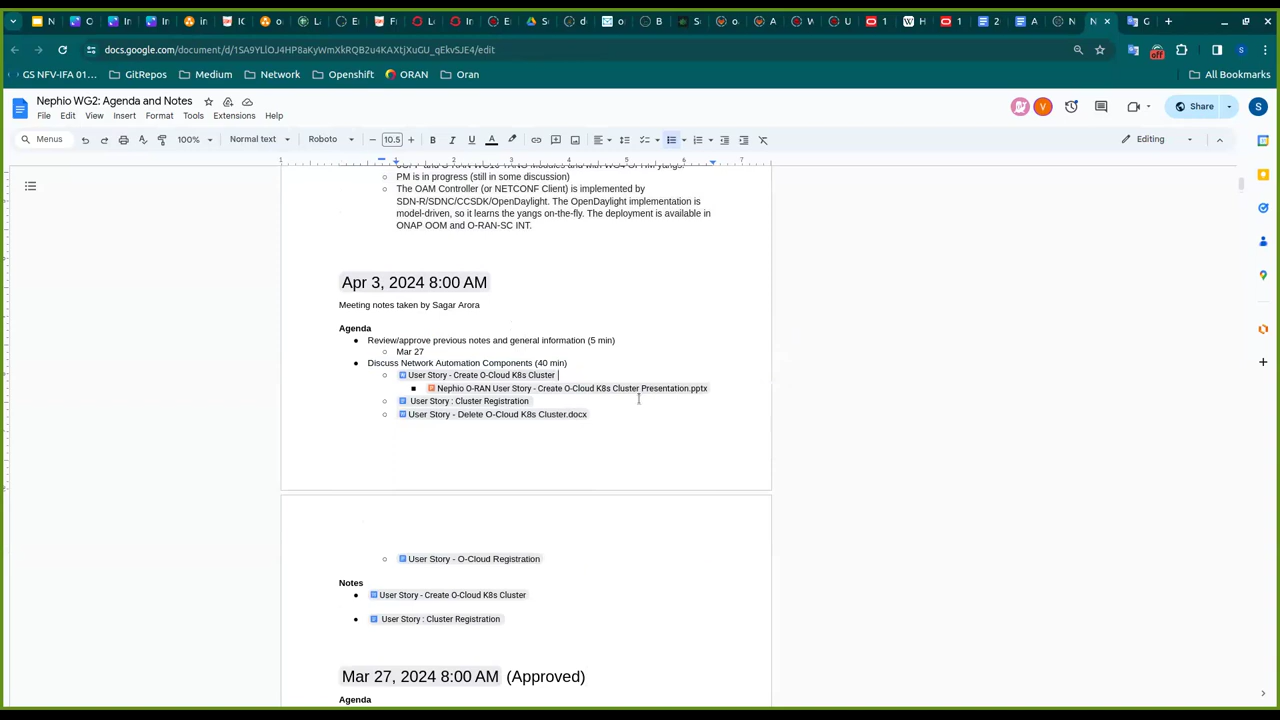 docs.google.com/document/d/1SA9YLlOJ4HP8aKyWmXkRQB2u4KAXtjXuGU_qEkvSJE4/edit
GS NFV-IFA 01...
GitRepos
Medium
Network
Openshift
ORAN
Oran
All Bookmarks
Nephio WG2: Agenda and Notes
File Edit View Insert Format Tools Extensions Help
Share
Menus
100%
Normal text
Roboto
10.5
Editing
PM is in progress (still in some discussion)
The OAM Controller (or NETCONF Client) is implemented by
SDN-R/SDNC/CCSDK/OpenDaylight. The OpenDaylight implementation is
model-driven, so it learns the yangs on-the-fly. The deployment is available in
ONAP OOM and O-RAN-SC INT.
Apr 3, 2024 8:00 AM
Meeting notes taken by Sagar Arora
Agenda
Review/approve previous notes and general information (5 min)
Mar 27
Discuss Network Automation Components (40 min)
User Story - Create O-Cloud K8s Cluster
Nephio O-RAN User Story - Create O-Cloud K8s Cluster Presentation.pptx
User Story : Cluster Registration
User Story - Delete O-Cloud K8s Cluster.docx
User Story - O-Cloud Registration
Notes
User Story - Create O-Cloud K8s Cluster
User Story : Cluster Registration
Mar 27, 2024 8:00 AM (Approved)
Agenda